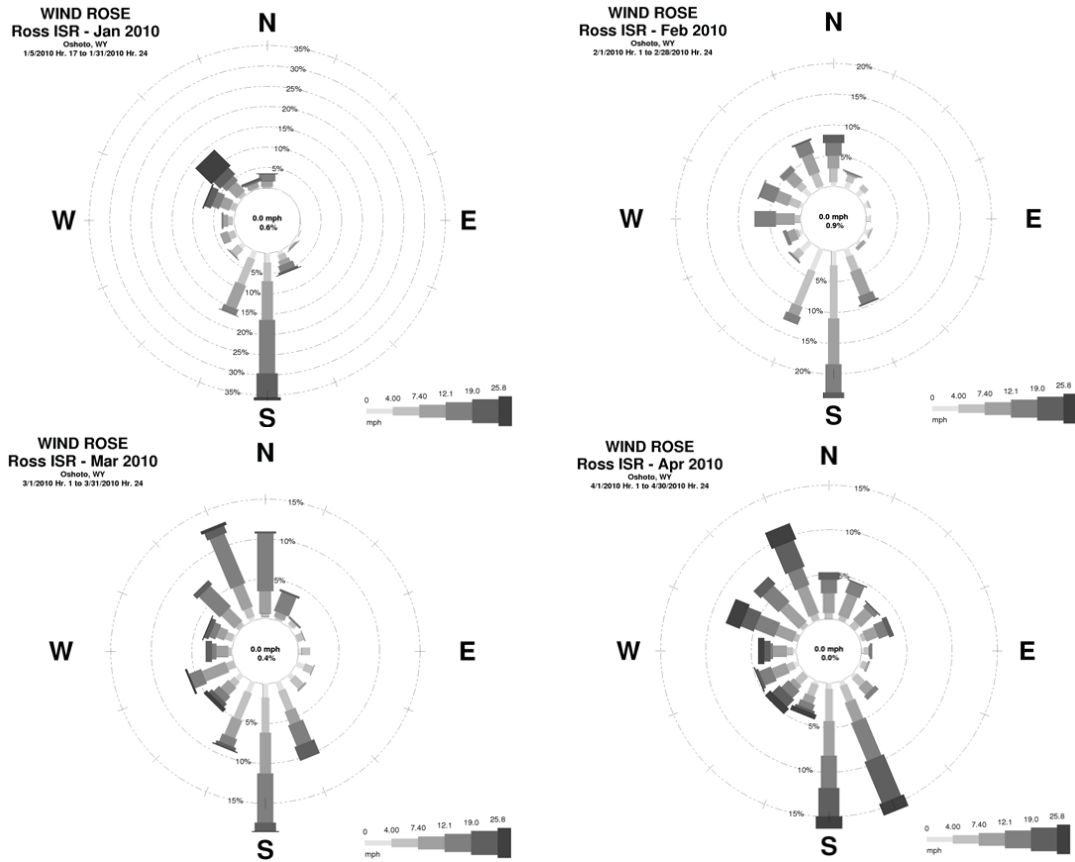 WIND ROSE
Ross ISR - Jan 2010
Oshoto, WY
1/5/2010 Hr. 17 to 1/31/2010 Hr. 24
N
35%
30%
25%
20%
15%
10%
5%
W
0.0 mph
0.6%
E
5%
10%
15%
20%
25%
30%
35%
S
0 4.00 7.40 12.1 19.0 25.8
mph
WIND ROSE
Ross ISR - Feb 2010
Oshoto, WY
2/1/2010 Hr. 1 to 2/28/2010 Hr. 24
N
20%
15%
10%
5%
W
0.0 mph
0.9%
E
5%
10%
15%
20%
S
0 4.00 7.40 12.1 19.0 25.8
mph
WIND ROSE
Ross ISR - Mar 2010
Oshoto, WY
3/1/2010 Hr. 1 to 3/31/2010 Hr. 24
N
15%
10%
5%
W
0.0 mph
0.4%
E
5%
10%
15%
S
0 4.00 7.40 12.1 19.0 25.8
mph
WIND ROSE
Ross ISR - Apr 2010
Oshoto, WY
4/1/2010 Hr. 1 to 4/30/2010 Hr. 24
N
15%
10%
5%
W
0.0 mph
0.0%
E
5%
10%
15%
S
0 4.00 7.40 12.1 19.0 25.8
mph